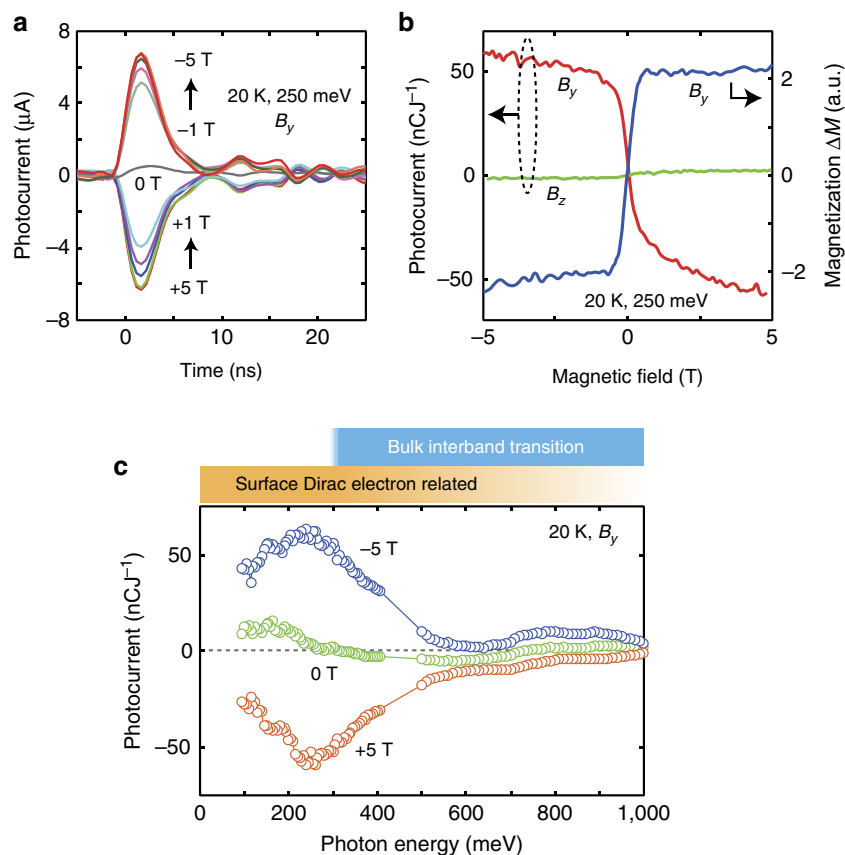 a
Photocurrent (μA)
8
4
0
−4
−8
−5 T
20 K, 250 meV
B_y
−1 T
0 T
+1 T
+5 T
0
10
20
Time (ns)
b
Photocurrent (nCJ⁻¹)
50
0
−50
B_y
B_y
B_z
20 K, 250 meV
2
0
−2
Magnetization ΔM (a.u.)
−5
0
5
Magnetic field (T)
Bulk interband transition
c
Surface Dirac electron related
Photocurrent (nCJ⁻¹)
50
0
−50
20 K, B_y
−5 T
0 T
+5 T
0
200
400
600
800
1,000
Photon energy (meV)